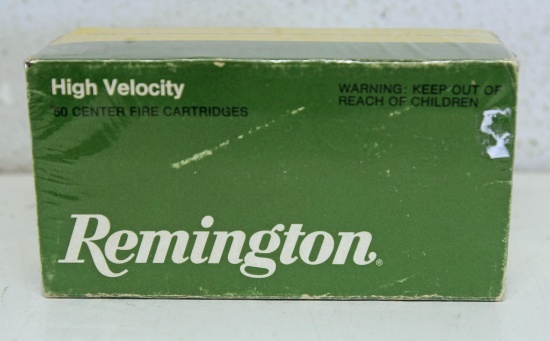 High Velocity
50 CENTER FIRE CARTRIDGES
WARNING: KEEP OUT OF
REACH OF CHILDREN
Remington®